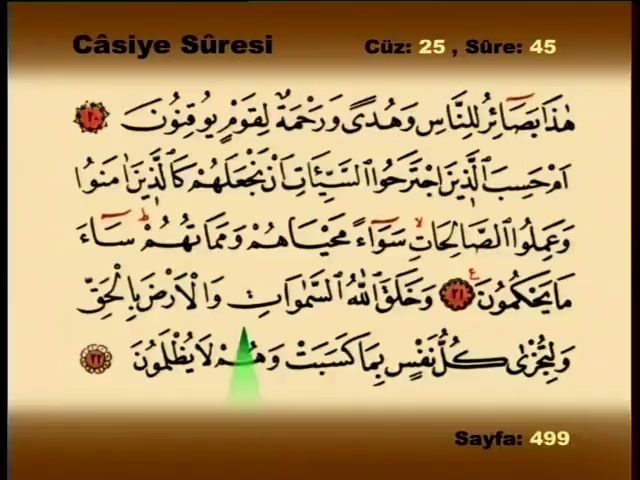 Câsiye Sûresi
Cüz: 25 , Sûre: 45
هٰذَا بَصَٓائِرُ لِلنَّاسِ وَهُدًى وَرَحْمَةٌ لِقَوْمٍ يُوقِنُونَ ﴿٢٠﴾
اَمْ حَسِبَ الَّذٖينَ اجْتَرَحُوا السَّيِّـَٔاتِ اَنْ نَجْعَلَهُمْ كَالَّذٖينَ اٰمَنُوا
وَعَمِلُوا الصَّالِحَاتِۙ سَوَٓاءً مَحْيَاهُمْ وَمَمَاتُهُمْۜ سَٓاءَ
مَا يَحْكُمُونَࣖ ﴿٢١﴾ وَخَلَقَ اللّٰهُ السَّمٰوَاتِ وَالْاَرْضَ بِالْحَقِّ
وَلِتُجْزٰى كُلُّ نَفْسٍ بِمَا كَسَبَتْ وَهُمْ لَا يُظْلَمُونَ ﴿٢٢﴾
Sayfa: 499